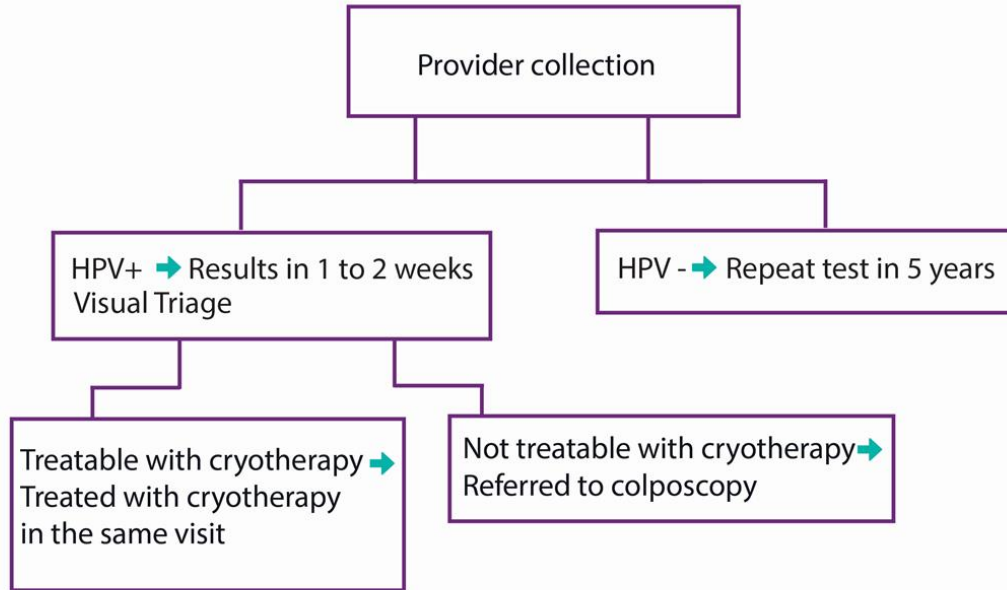 Provider collection
HPV+ → Results in 1 to 2 weeks
Visual Triage
HPV - → Repeat test in 5 years
Treatable with cryotherapy →
Treated with cryotherapy
in the same visit
Not treatable with cryotherapy →
Referred to colposcopy